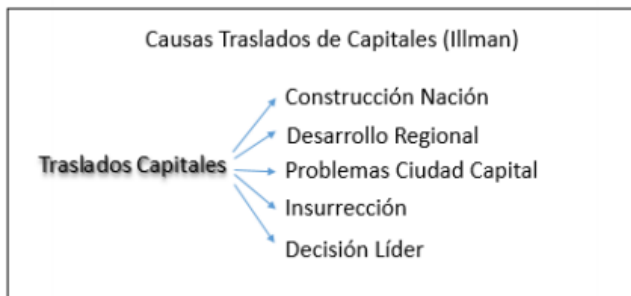 Causas Traslados de Capitales (Illman)
Construcción Nación
Desarrollo Regional
Traslados Capitales
Problemas Ciudad Capital
Insurrección
Decisión Líder